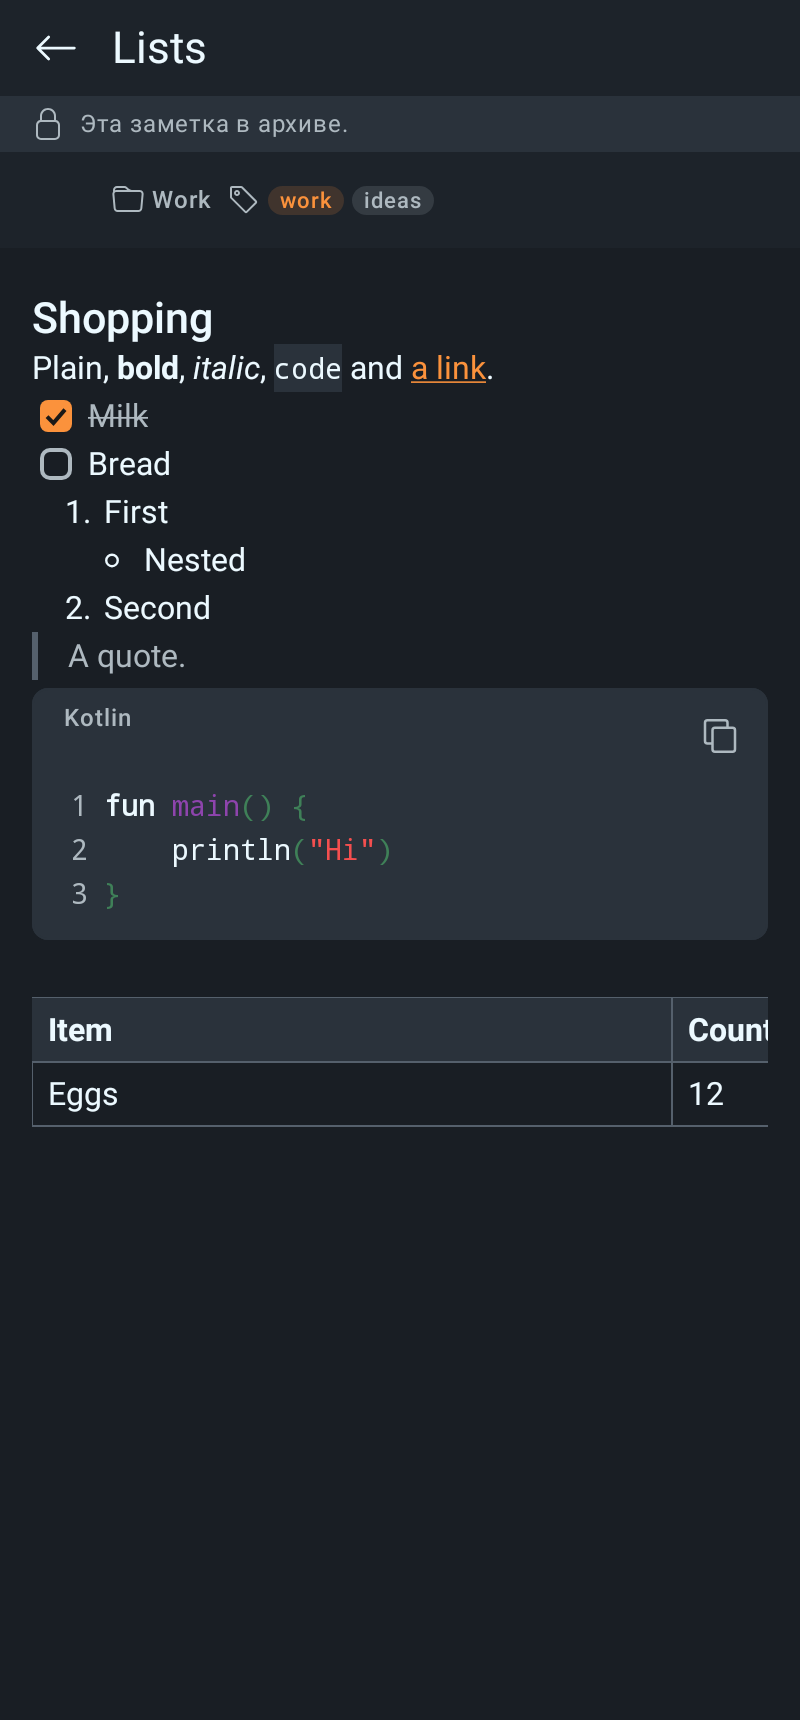 Lists
Эта заметка в архиве.
Work work ideas
Shopping
Plain, bold, italic, code and a link.
Milk
Bread
1. First
Nested
2. Second
A quote.
Kotlin
1 fun main() {
2     println("Hi")
3 }
Item Count
Eggs 12